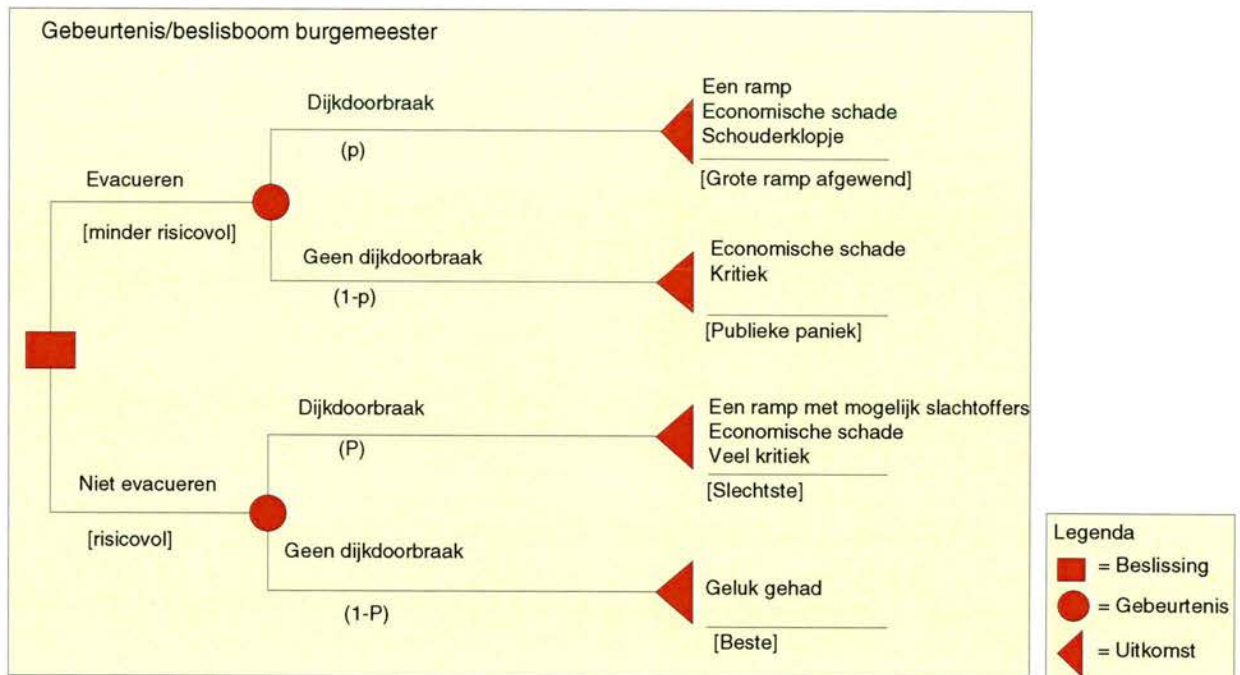 Gebeurtenis/beslisboom burgemeester
Dijkdoorbraak
(p)
Een ramp
Economische schade
Schouderklopje
[Grote ramp afgewend]
Evacueren
[minder risicovol]
Geen dijkdoorbraak
(1-p)
Economische schade
Kritiek
[Publieke paniek]
Dijkdoorbraak
(P)
Een ramp met mogelijk slachtoffers
Economische schade
Veel kritiek
[Slechtste]
Niet evacueren
[risicovol]
Geen dijkdoorbraak
(1-P)
Geluk gehad
[Beste]
Legenda
= Beslissing
= Gebeurtenis
= Uitkomst